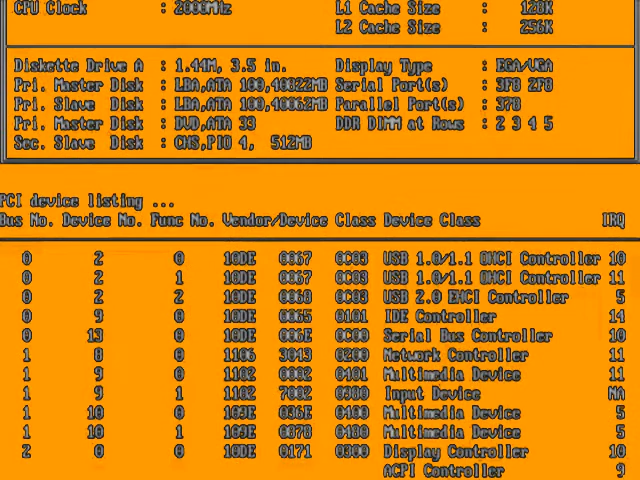 CPU Clock : 2000MHz L1 Cache Size : 128K
L2 Cache Size : 256K
Diskette Drive A : 1.44M, 3.5 in. Display Type : EGA/VGA
Pri. Master Disk : LBA,ATA 100,40822MB Serial Port(s) : 3F8 2F8
Pri. Slave Disk : LBA,ATA 100,40062MB Parallel Port(s) : 378
Pri. Master Disk : DVD,ATA 33 DDR DIMM at Rows : 2 3 4 5
Sec. Slave Disk : CHS,PIO 4, 512MB
PCI device listing ...
Bus No. Device No. Func No. Vendor/Device Class Device Class IRQ
0 2 0 10DE 0067 0C03 USB 1.0/1.1 OHCI Controller 10
0 2 1 10DE 0067 0C03 USB 1.0/1.1 OHCI Controller 11
0 2 2 10DE 0068 0C03 USB 2.0 EHCI Controller 5
0 9 0 10DE 0065 0101 IDE Controller 14
0 13 0 10DE 006E 0C00 Serial Bus Controller 10
1 8 0 1106 3043 0200 Network Controller 11
1 9 0 1102 0002 0401 Multimedia Device 11
1 9 1 1102 7002 0980 Input Device NA
1 10 0 109E 036E 0400 Multimedia Device 5
1 10 1 109E 0878 0480 Multimedia Device 5
2 0 0 10DE 0171 0300 Display Controller 10
ACPI Controller 9